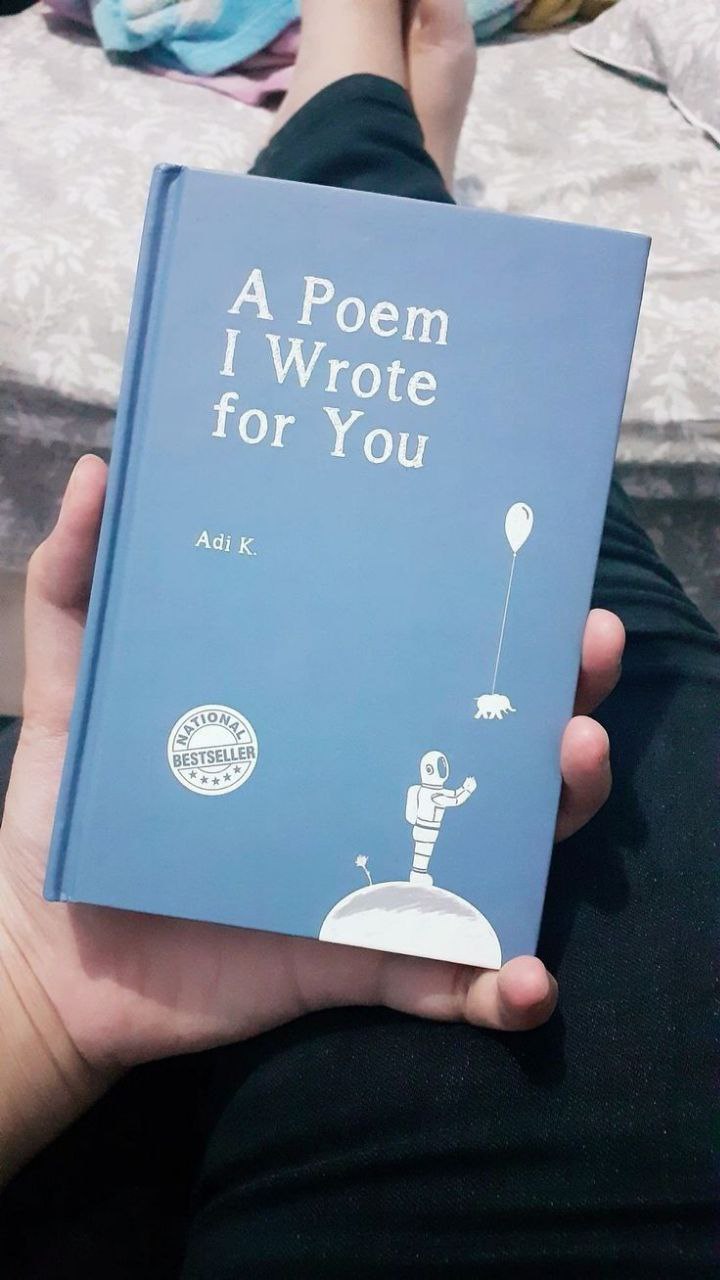 A Poem
I Wrote
for You
Adi K.
NATIONAL
BESTSELLER